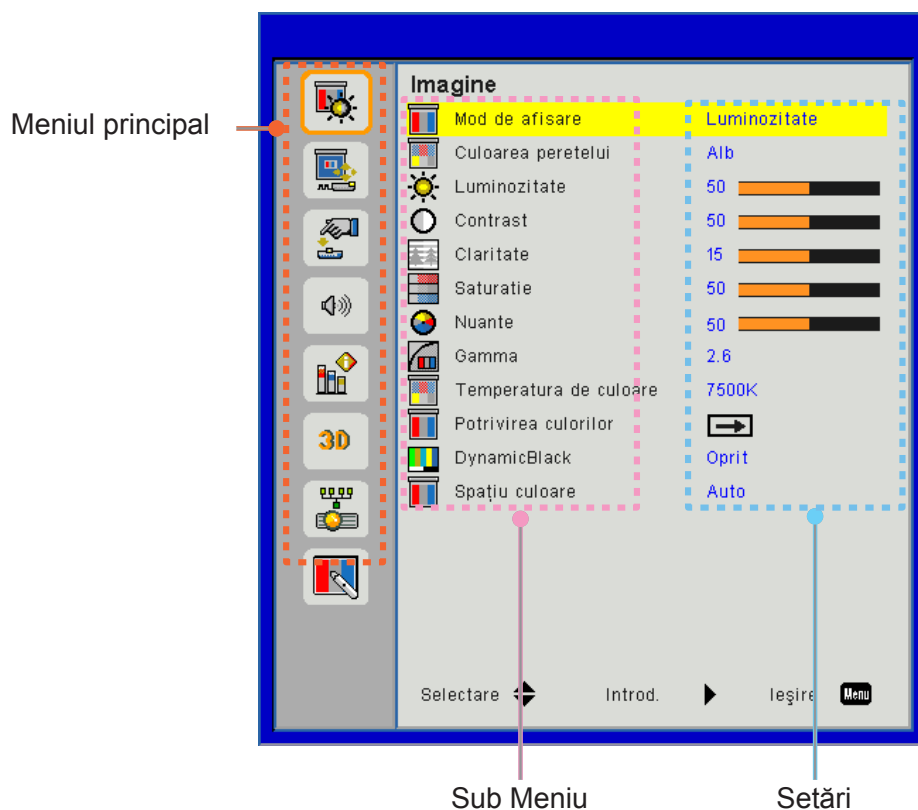 Meniul principal
Imagine
Mod de afisare Luminozitate
Culoarea peretelui Alb
Luminozitate 50
Contrast 50
Claritate 15
Saturatie 50
Nuante 50
Gamma 2.6
Temperatura de culoare 7500K
Potrivirea culorilor
DynamicBlack Oprit
Spațiu culoare Auto
3D
Selectare Introd. Ieşire Menu
Sub Meniu Setări